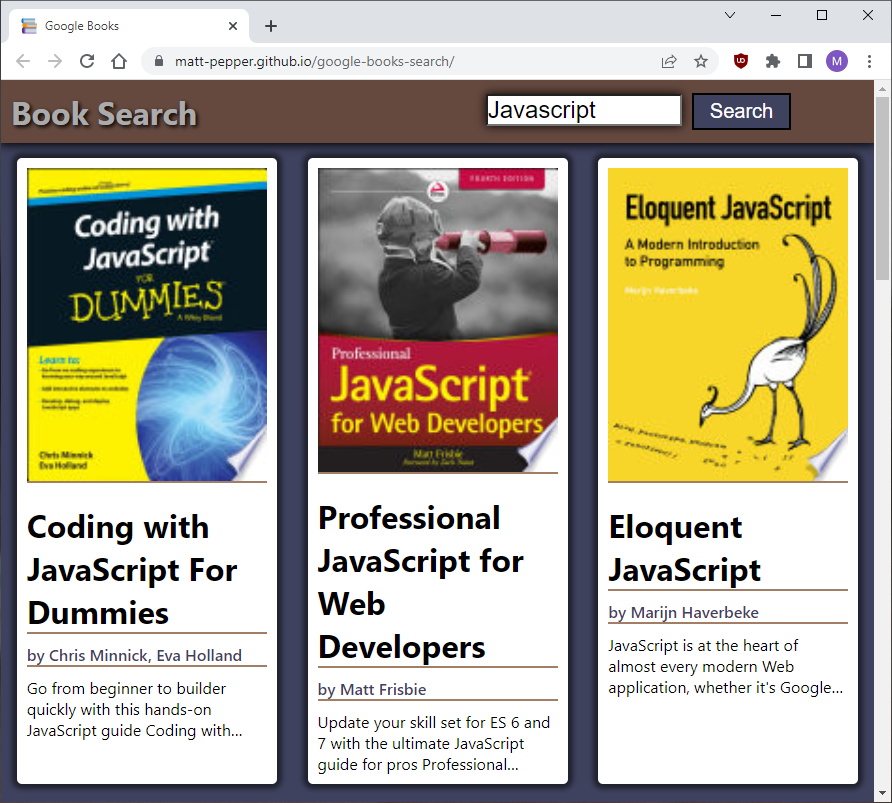 Google Books
matt-pepper.github.io/google-books-search/
M
Book Search
Javascript
Search
Coding with
JavaScript
FOR
DUMMIES
A Wiley Brand
Learn to:
Chris Minnick
Eva Holland
Coding with
JavaScript For
Dummies
by Chris Minnick, Eva Holland
Go from beginner to builder
quickly with this hands-on
JavaScript guide Coding with...
FOURTH EDITION
Professional
JavaScript
for Web Developers
Matt Frisbie
Professional
JavaScript for
Web
Developers
by Matt Frisbie
Update your skill set for ES 6 and
7 with the ultimate JavaScript
guide for pros Professional...
Eloquent JavaScript
A Modern Introduction
to Programming
Marijn Haverbeke
Eloquent
JavaScript
by Marijn Haverbeke
JavaScript is at the heart of
almost every modern Web
application, whether it's Google...